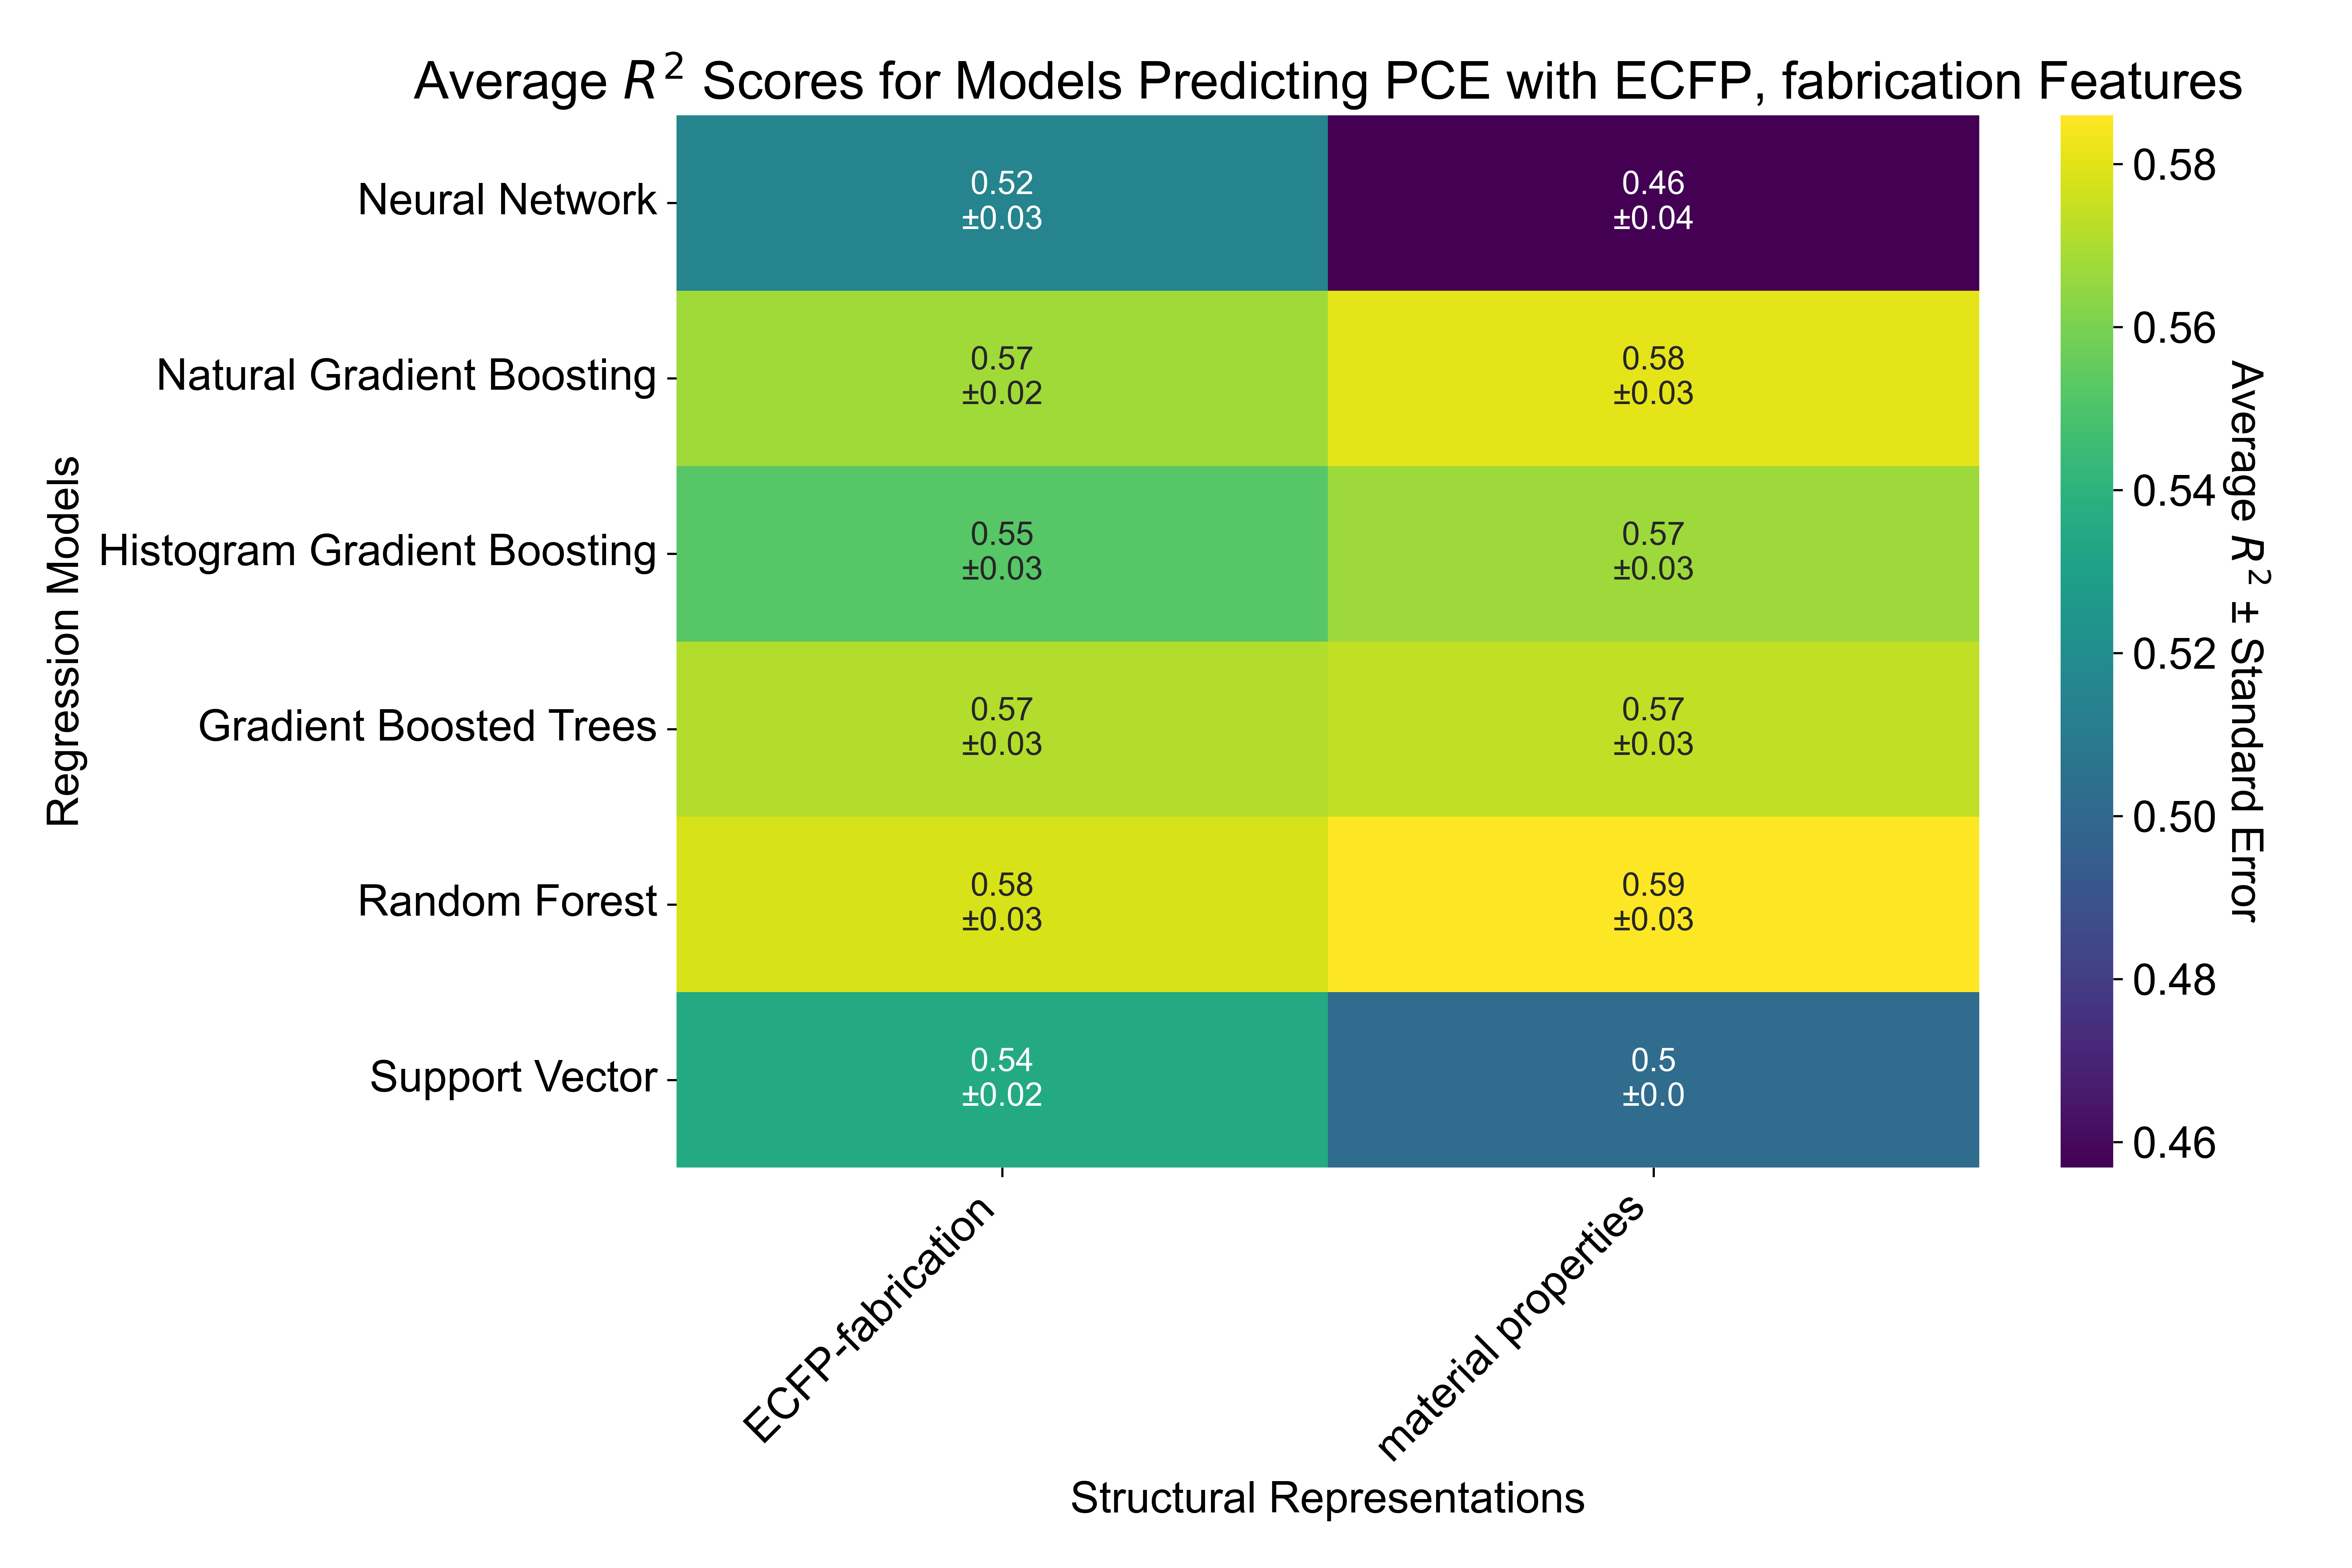 Average R² Scores for Models Predicting PCE with ECFP, fabrication Features
Regression Models
Neural Network
Natural Gradient Boosting
Histogram Gradient Boosting
Gradient Boosted Trees
Random Forest
Support Vector
0.52
±0.03
0.46
±0.04
0.57
±0.02
0.58
±0.03
0.55
±0.03
0.57
±0.03
0.57
±0.03
0.57
±0.03
0.58
±0.03
0.59
±0.03
0.54
±0.02
0.5
±0.0
ECFP-fabrication
material properties
Structural Representations
0.58
0.56
0.54
0.52
0.50
0.48
0.46
Average R² ± Standard Error